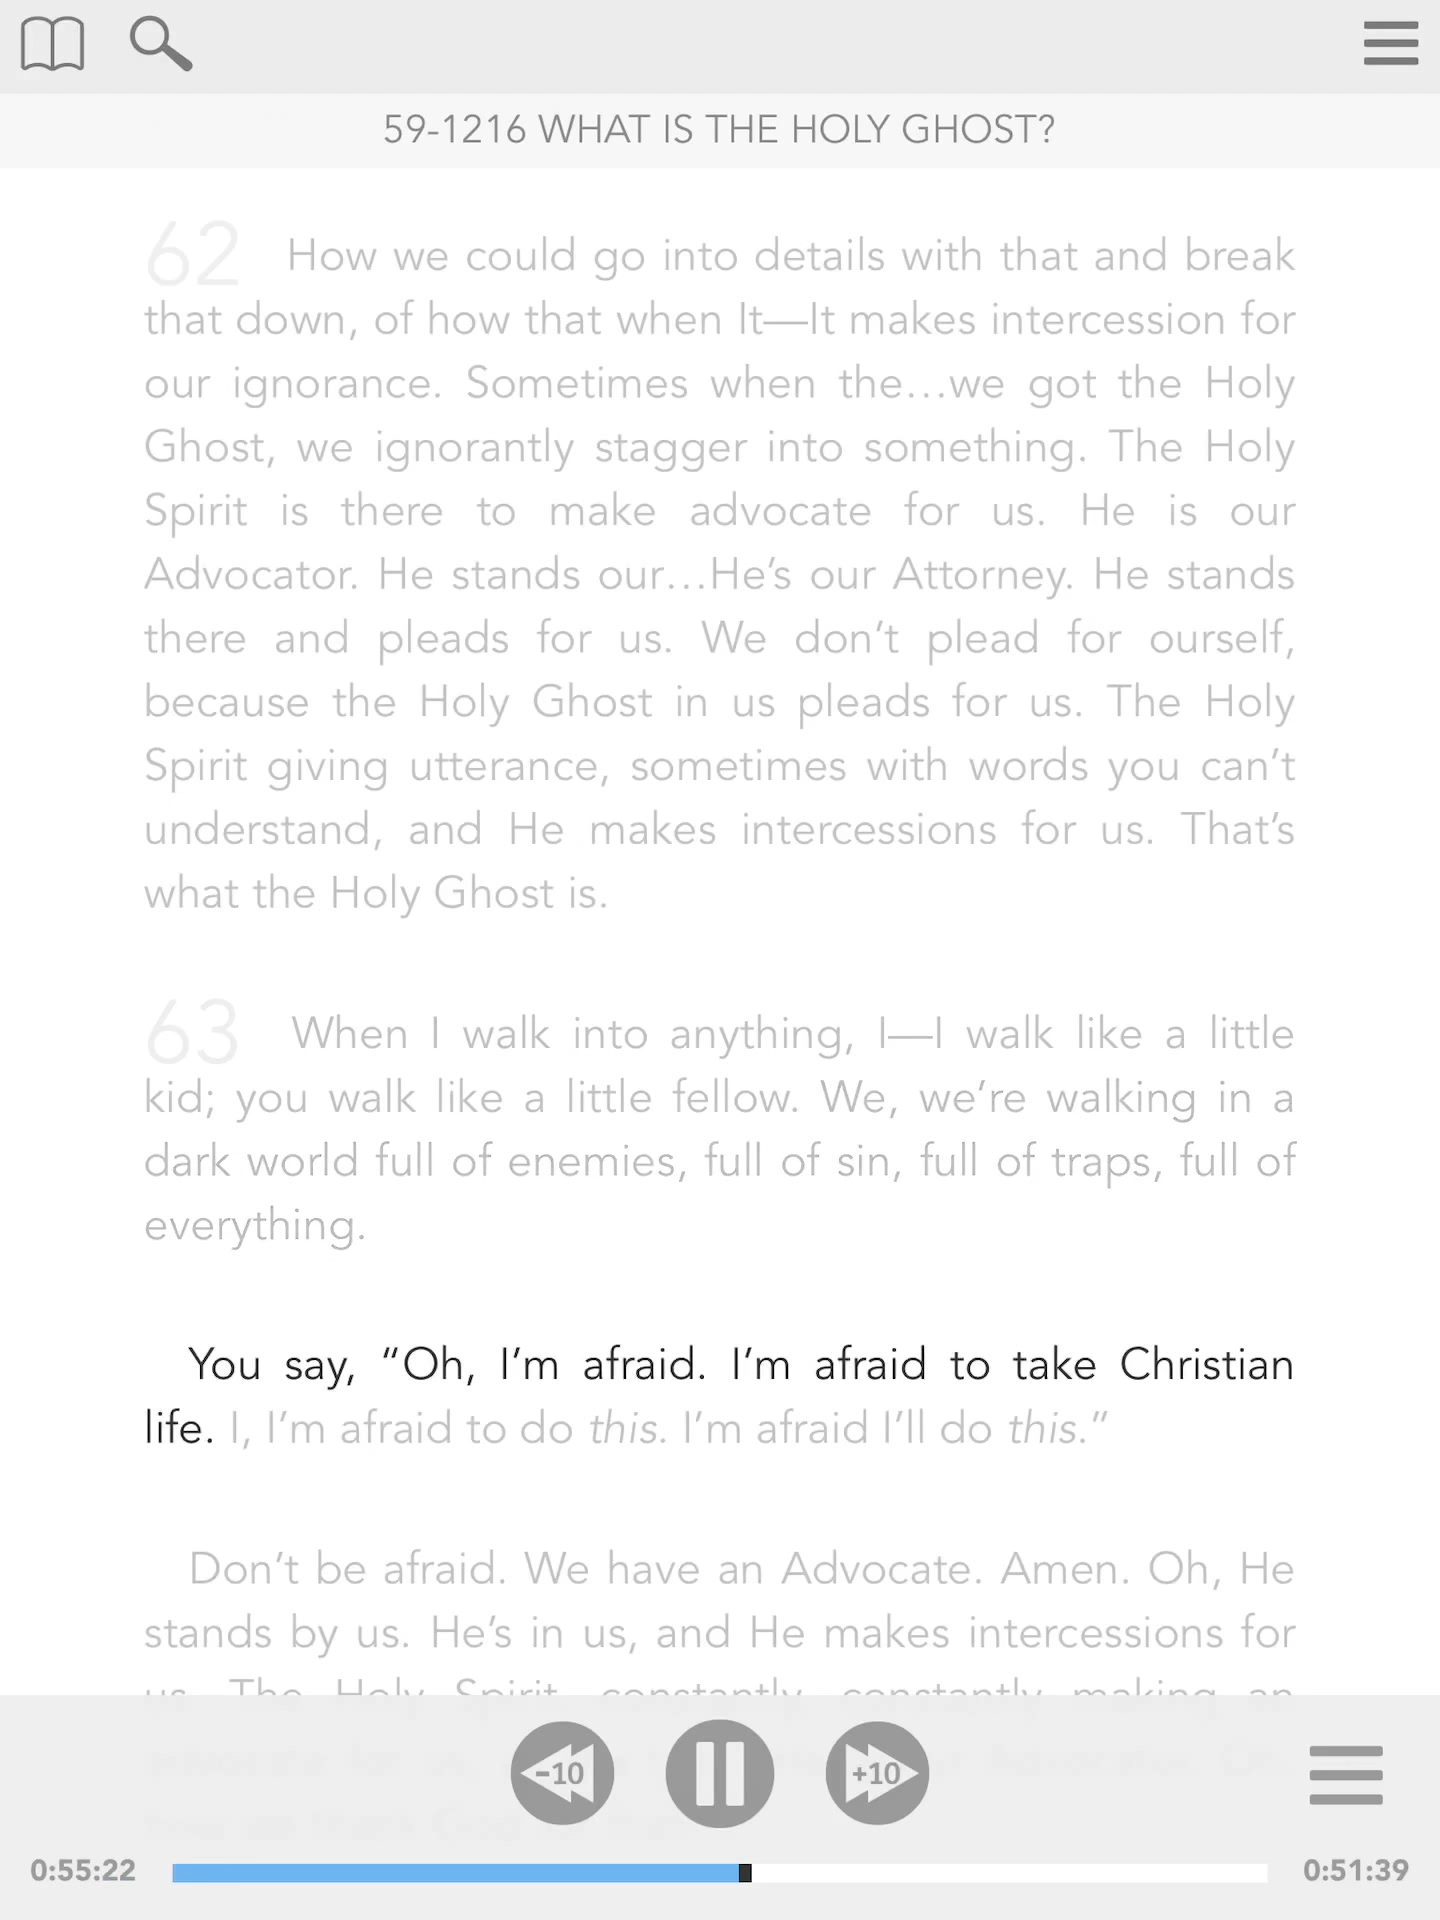 59-1216 WHAT IS THE HOLY GHOST?
62 How we could go into details with that and break
that down, of how that when It—It makes intercession for
our ignorance. Sometimes when the…we got the Holy
Ghost, we ignorantly stagger into something. The Holy
Spirit is there to make advocate for us. He is our
Advocator. He stands our…He’s our Attorney. He stands
there and pleads for us. We don’t plead for ourself,
because the Holy Ghost in us pleads for us. The Holy
Spirit giving utterance, sometimes with words you can’t
understand, and He makes intercessions for us. That’s
what the Holy Ghost is.
63 When I walk into anything, I—I walk like a little
kid; you walk like a little fellow. We, we’re walking in a
dark world full of enemies, full of sin, full of traps, full of
everything.
You say, “Oh, I’m afraid. I’m afraid to take Christian
life. I, I’m afraid to do this. I’m afraid I’ll do this.”
Don’t be afraid. We have an Advocate. Amen. Oh, He
stands by us. He’s in us, and He makes intercessions for
us. The Holy Spirit, constantly, constantly making an
-10
+10
0:55:22
0:51:39